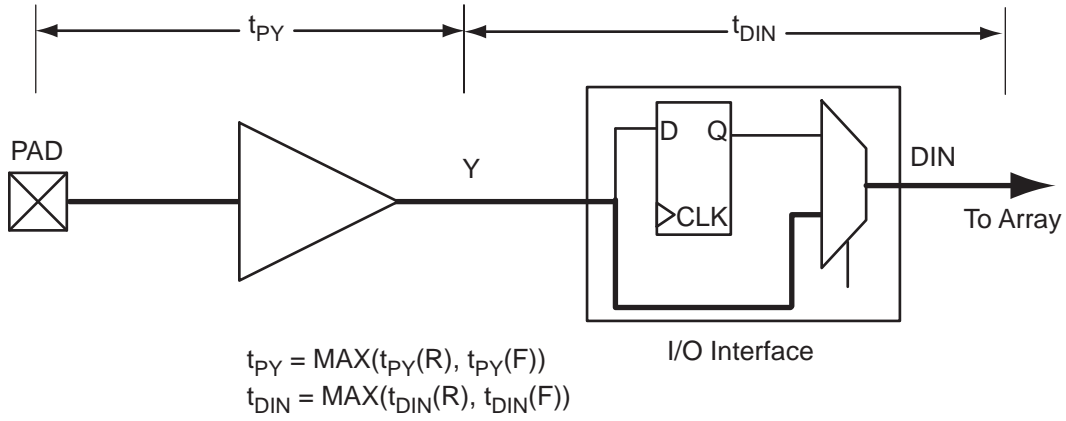 tPY
tDIN
PAD
Y
D Q
CLK
DIN
To Array
I/O Interface
tPY = MAX(tPY(R), tPY(F))
tDIN = MAX(tDIN(R), tDIN(F))